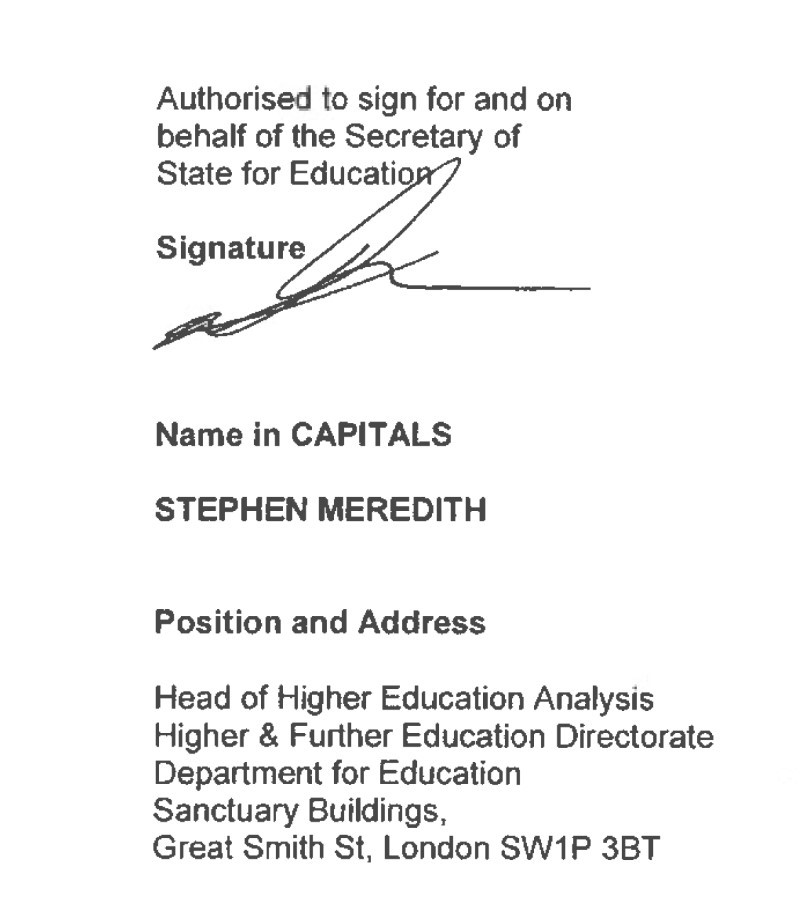 Authorised to sign for and on
behalf of the Secretary of
State for Education
Signature
Name in CAPITALS
STEPHEN MEREDITH
Position and Address
Head of Higher Education Analysis
Higher & Further Education Directorate
Department for Education
Sanctuary Buildings,
Great Smith St, London SW1P 3BT